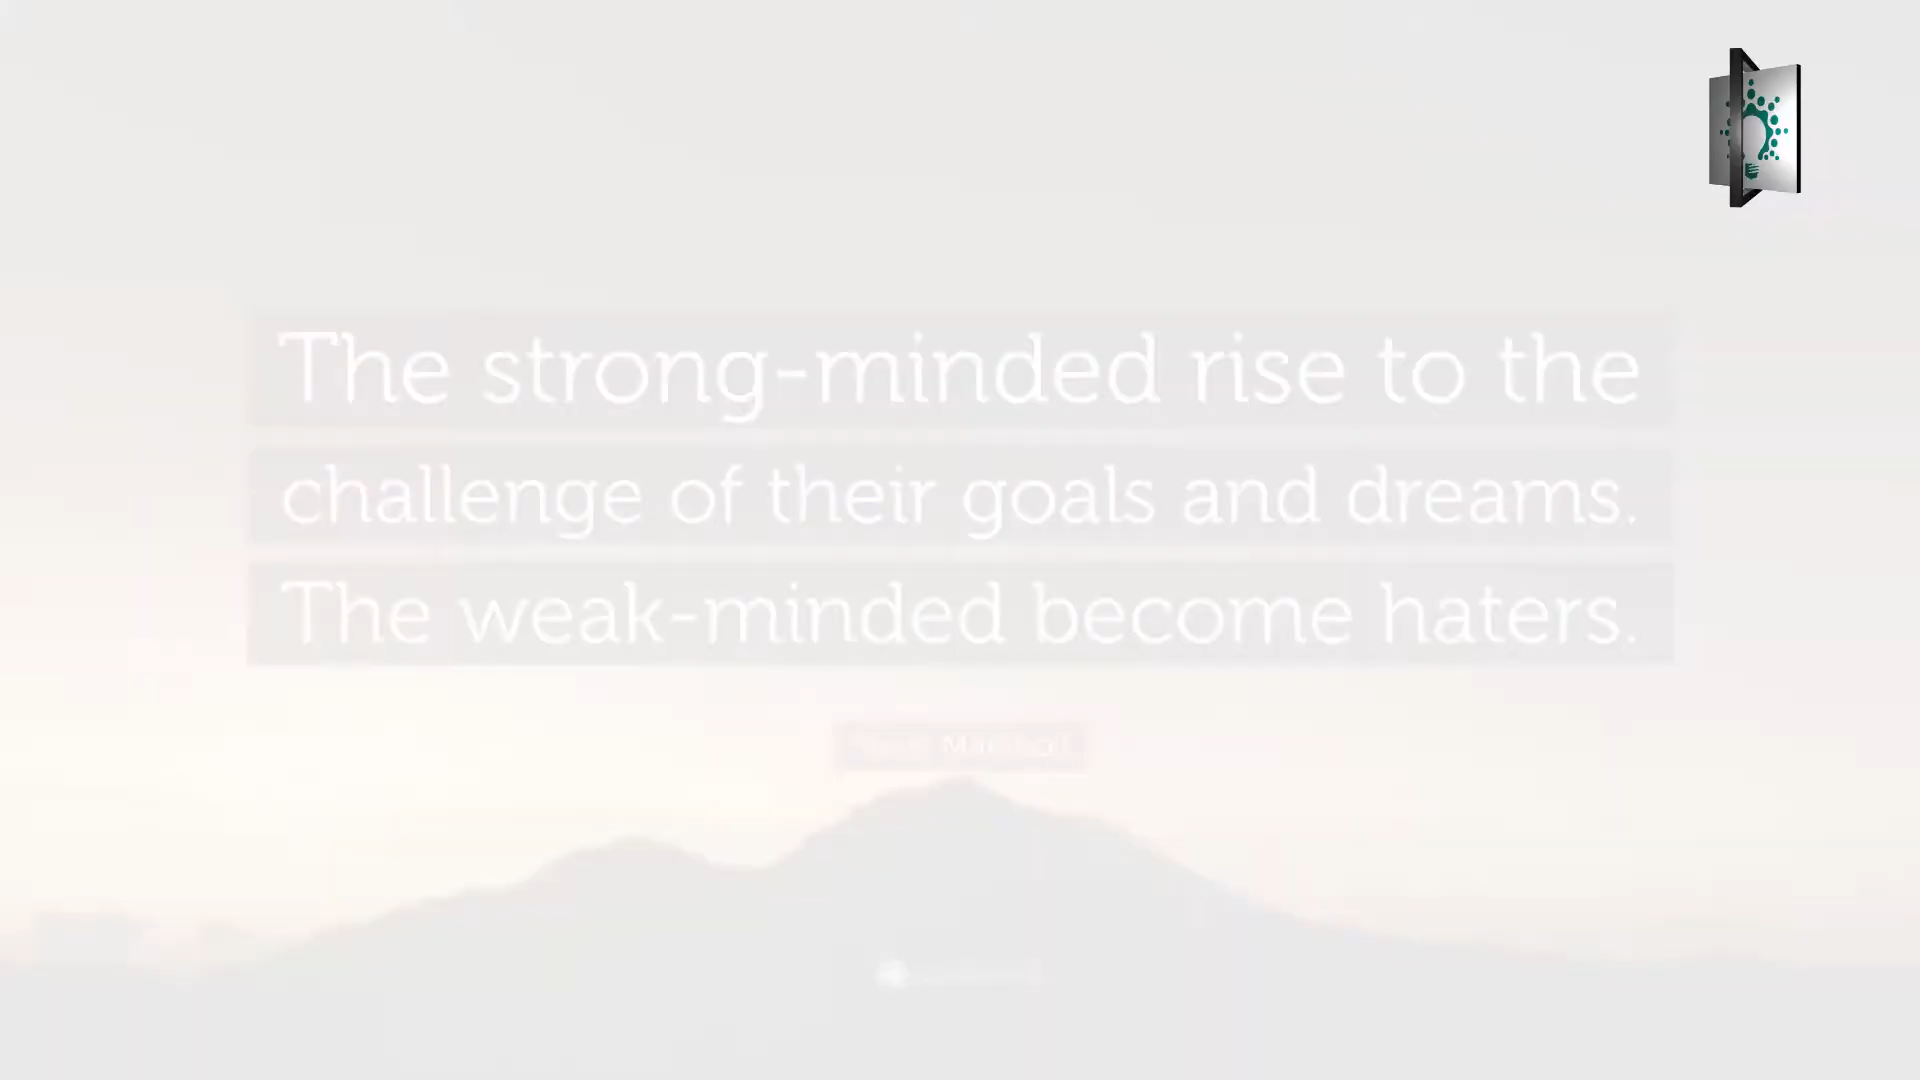 The strong-minded rise to the
challenge of their goals and dreams.
The weak-minded become haters.